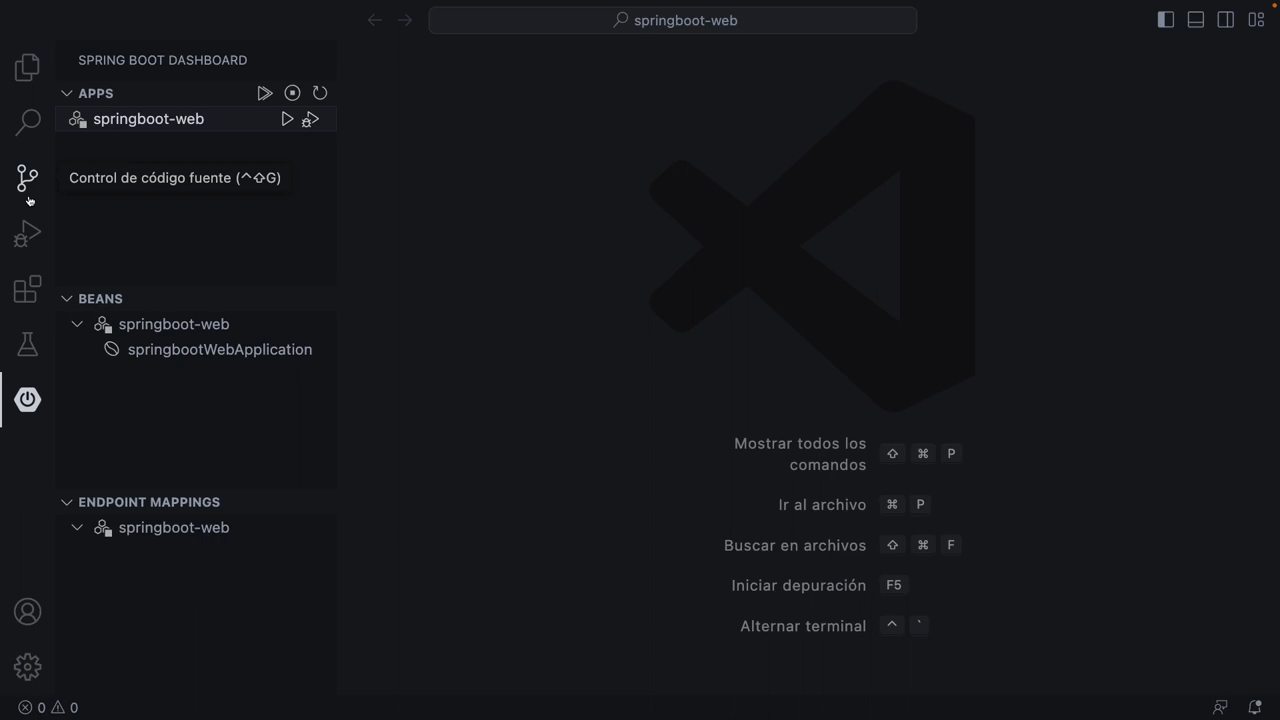 springboot-web
SPRING BOOT DASHBOARD
APPS
springboot-web
Control de código fuente (^⇧G)
BEANS
springboot-web
springbootWebApplication
ENDPOINT MAPPINGS
springboot-web
Mostrar todos los
comandos
⇧ ⌘ P
Ir al archivo ⌘ P
Buscar en archivos ⇧ ⌘ F
Iniciar depuración F5
Alternar terminal ^ `
0 0